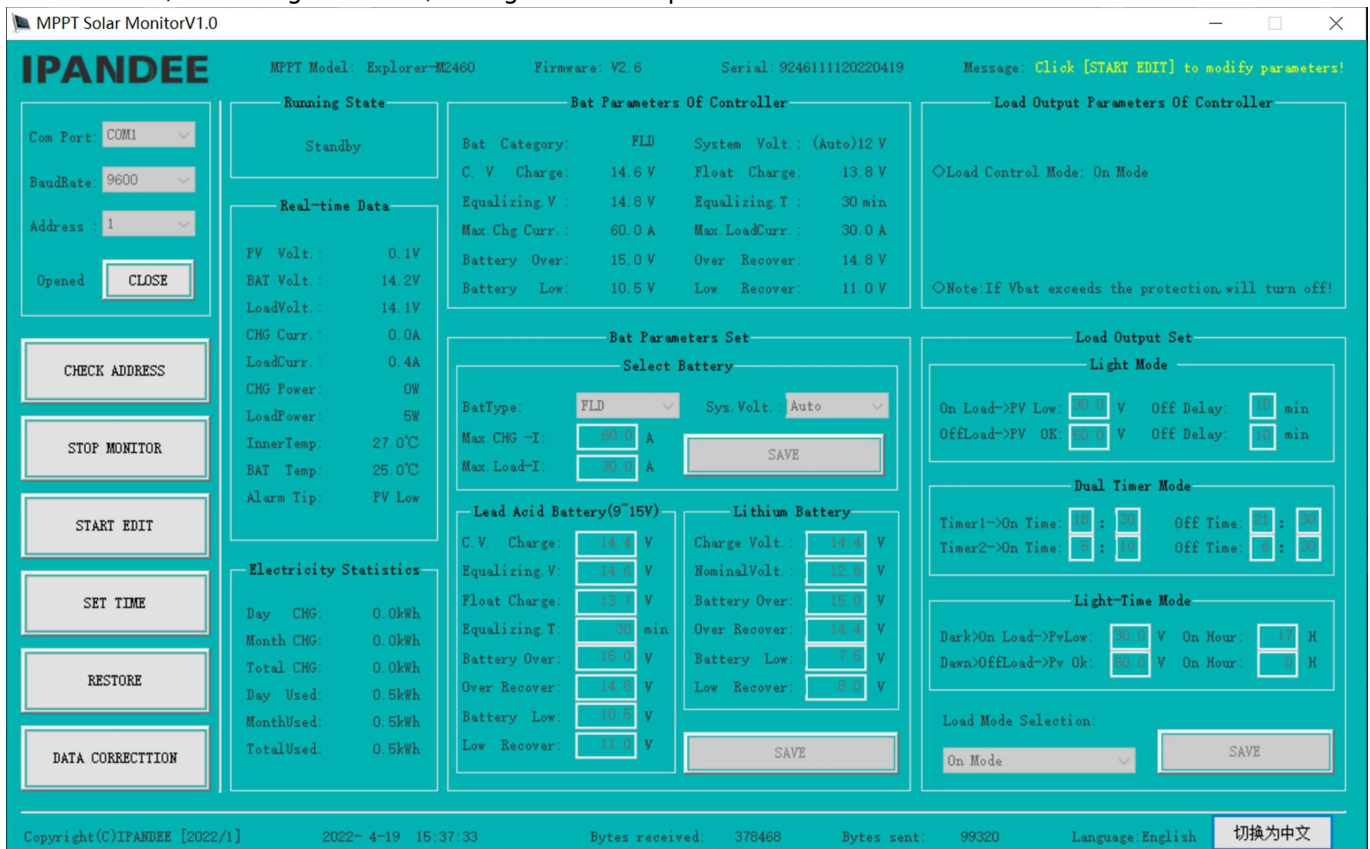 MPPT Solar MonitorV1.0
IPANDEE
MPPT Model: Explorer-M2460 Firmware: V2.6 Serial: 9246111120220419 Message: Click [START EDIT] to modify parameters!
Com Port: COM1
BaudRate: 9600
Address : 1
Opened CLOSE
CHECK ADDRESS
STOP MONITOR
START EDIT
SET TIME
RESTORE
DATA CORRECTTION
Running State
Standby
Real-time Data
PV Volt.: 0.1V
BAT Volt.: 14.2V
LoadVolt.: 14.1V
CHG Curr.: 0.0A
LoadCurr.: 0.4A
CHG Power: 0W
LoadPower: 5W
InnerTemp: 27.0℃
BAT Temp: 25.0℃
Alarm Tip: PV Low
Electricity Statistics
Day CHG: 0.0kWh
Month CHG: 0.0kWh
Total CHG: 0.0kWh
Day Used: 0.5kWh
MonthUsed: 0.5kWh
TotalUsed: 0.5kWh
Bat Parameters Of Controller
Bat Category: FLD System Volt.: (Auto)12 V
C. V. Charge: 14.6 V Float Charge: 13.8 V
Equalizing.V : 14.8 V Equalizing.T : 30 min
Max.Chg Curr.: 60.0 A Max.LoadCurr.: 30.0 A
Battery Over: 15.0 V Over Recover: 14.8 V
Battery Low: 10.5 V Low Recover: 11.0 V
Bat Parameters Set
Select Battery
BatType: FLD Sys.Volt.: Auto
Max.CHG -I: 60.0 A
Max.Load-I: 30.0 A
SAVE
Lead Acid Battery(9~15V)
C.V. Charge: 14.4 V
Equalizing.V: 14.6 V
Float Charge: 13.7 V
Equalizing.T: 30 min
Battery Over: 15.0 V
Over Recover: 14.8 V
Battery Low: 10.5 V
Low Recover: 11.0 V
Lithium Battery
Charge Volt.: 14.4 V
NominalVolt.: 12.8 V
Battery Over: 15.0 V
Over Recover: 14.4 V
Battery Low: 7.5 V
Low Recover: 8.0 V
SAVE
Load Output Parameters Of Controller
○Load Control Mode: On Mode
○Note:If Vbat exceeds the protection,will turn off!
Load Output Set
Light Mode
On Load->PV Low: 30.0 V Off Delay: 10 min
OffLoad->PV OK: 50.0 V Off Delay: 10 min
Dual Timer Mode
Timer1->On Time: 18 : 30 Off Time: 21 : 30
Timer2->On Time: 5 : 10 Off Time: 6 : 30
Light-Time Mode
Dark>On Load->PvLow: 30.0 V On Hour: 17 H
Dawn>OffLoad->Pv Ok: 50.0 V On Hour: 0 H
Load Mode Selection:
On Mode
SAVE
Copyright(C)IPANDEE [2022/1] 2022- 4-19 15:37:33 Bytes received: 378468 Bytes sent: 99320 Language:English 切换为中文